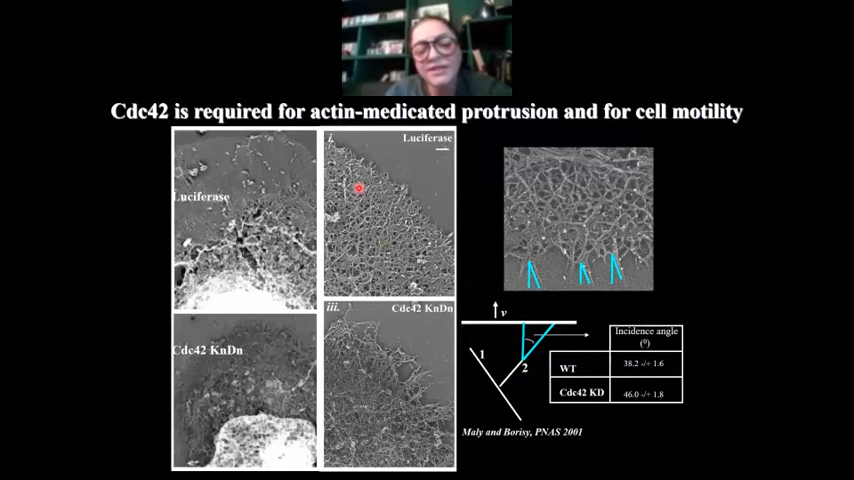 Cdc42 is required for actin-medicated protrusion and for cell motility
Luciferase
i.
Luciferase
Cdc42 KnDn
iii.
Cdc42 KnDn
v
1
2
Incidence angle
(º)
WT
38.2 -/+ 1.6
Cdc42 KD
46.0 -/+ 1.8
Maly and Borisy, PNAS 2001